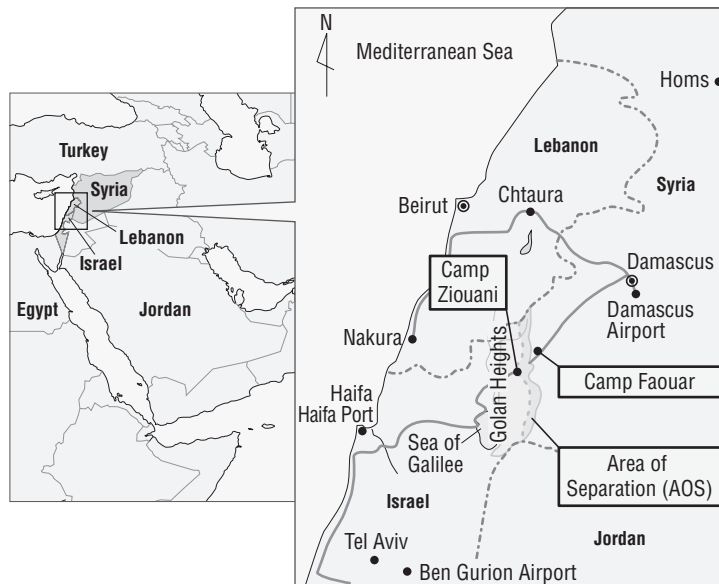 Turkey
Syria
Lebanon
Israel
Egypt
Jordan
N
Mediterranean Sea
Homs
Lebanon
Syria
Beirut
Chtaura
Camp
Ziouani
Damascus
Damascus
Airport
Nakura
Golan Heights
Camp Faouar
Haifa
Haifa Port
Sea of
Galilee
Area of
Separation (AOS)
Israel
Jordan
Tel Aviv
Ben Gurion Airport